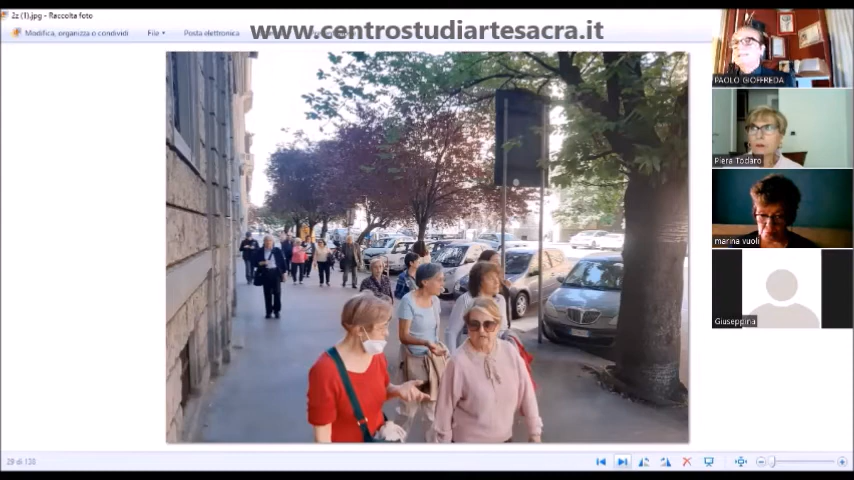 2z (1).jpg - Raccolta foto
www.centrostudiartesacra.it
Modifica, organizza o condividi
File
Posta elettronica
PAOLO GIOFFREDA
Piera Todaro
marina vuoli
Giuseppina
29 di 138